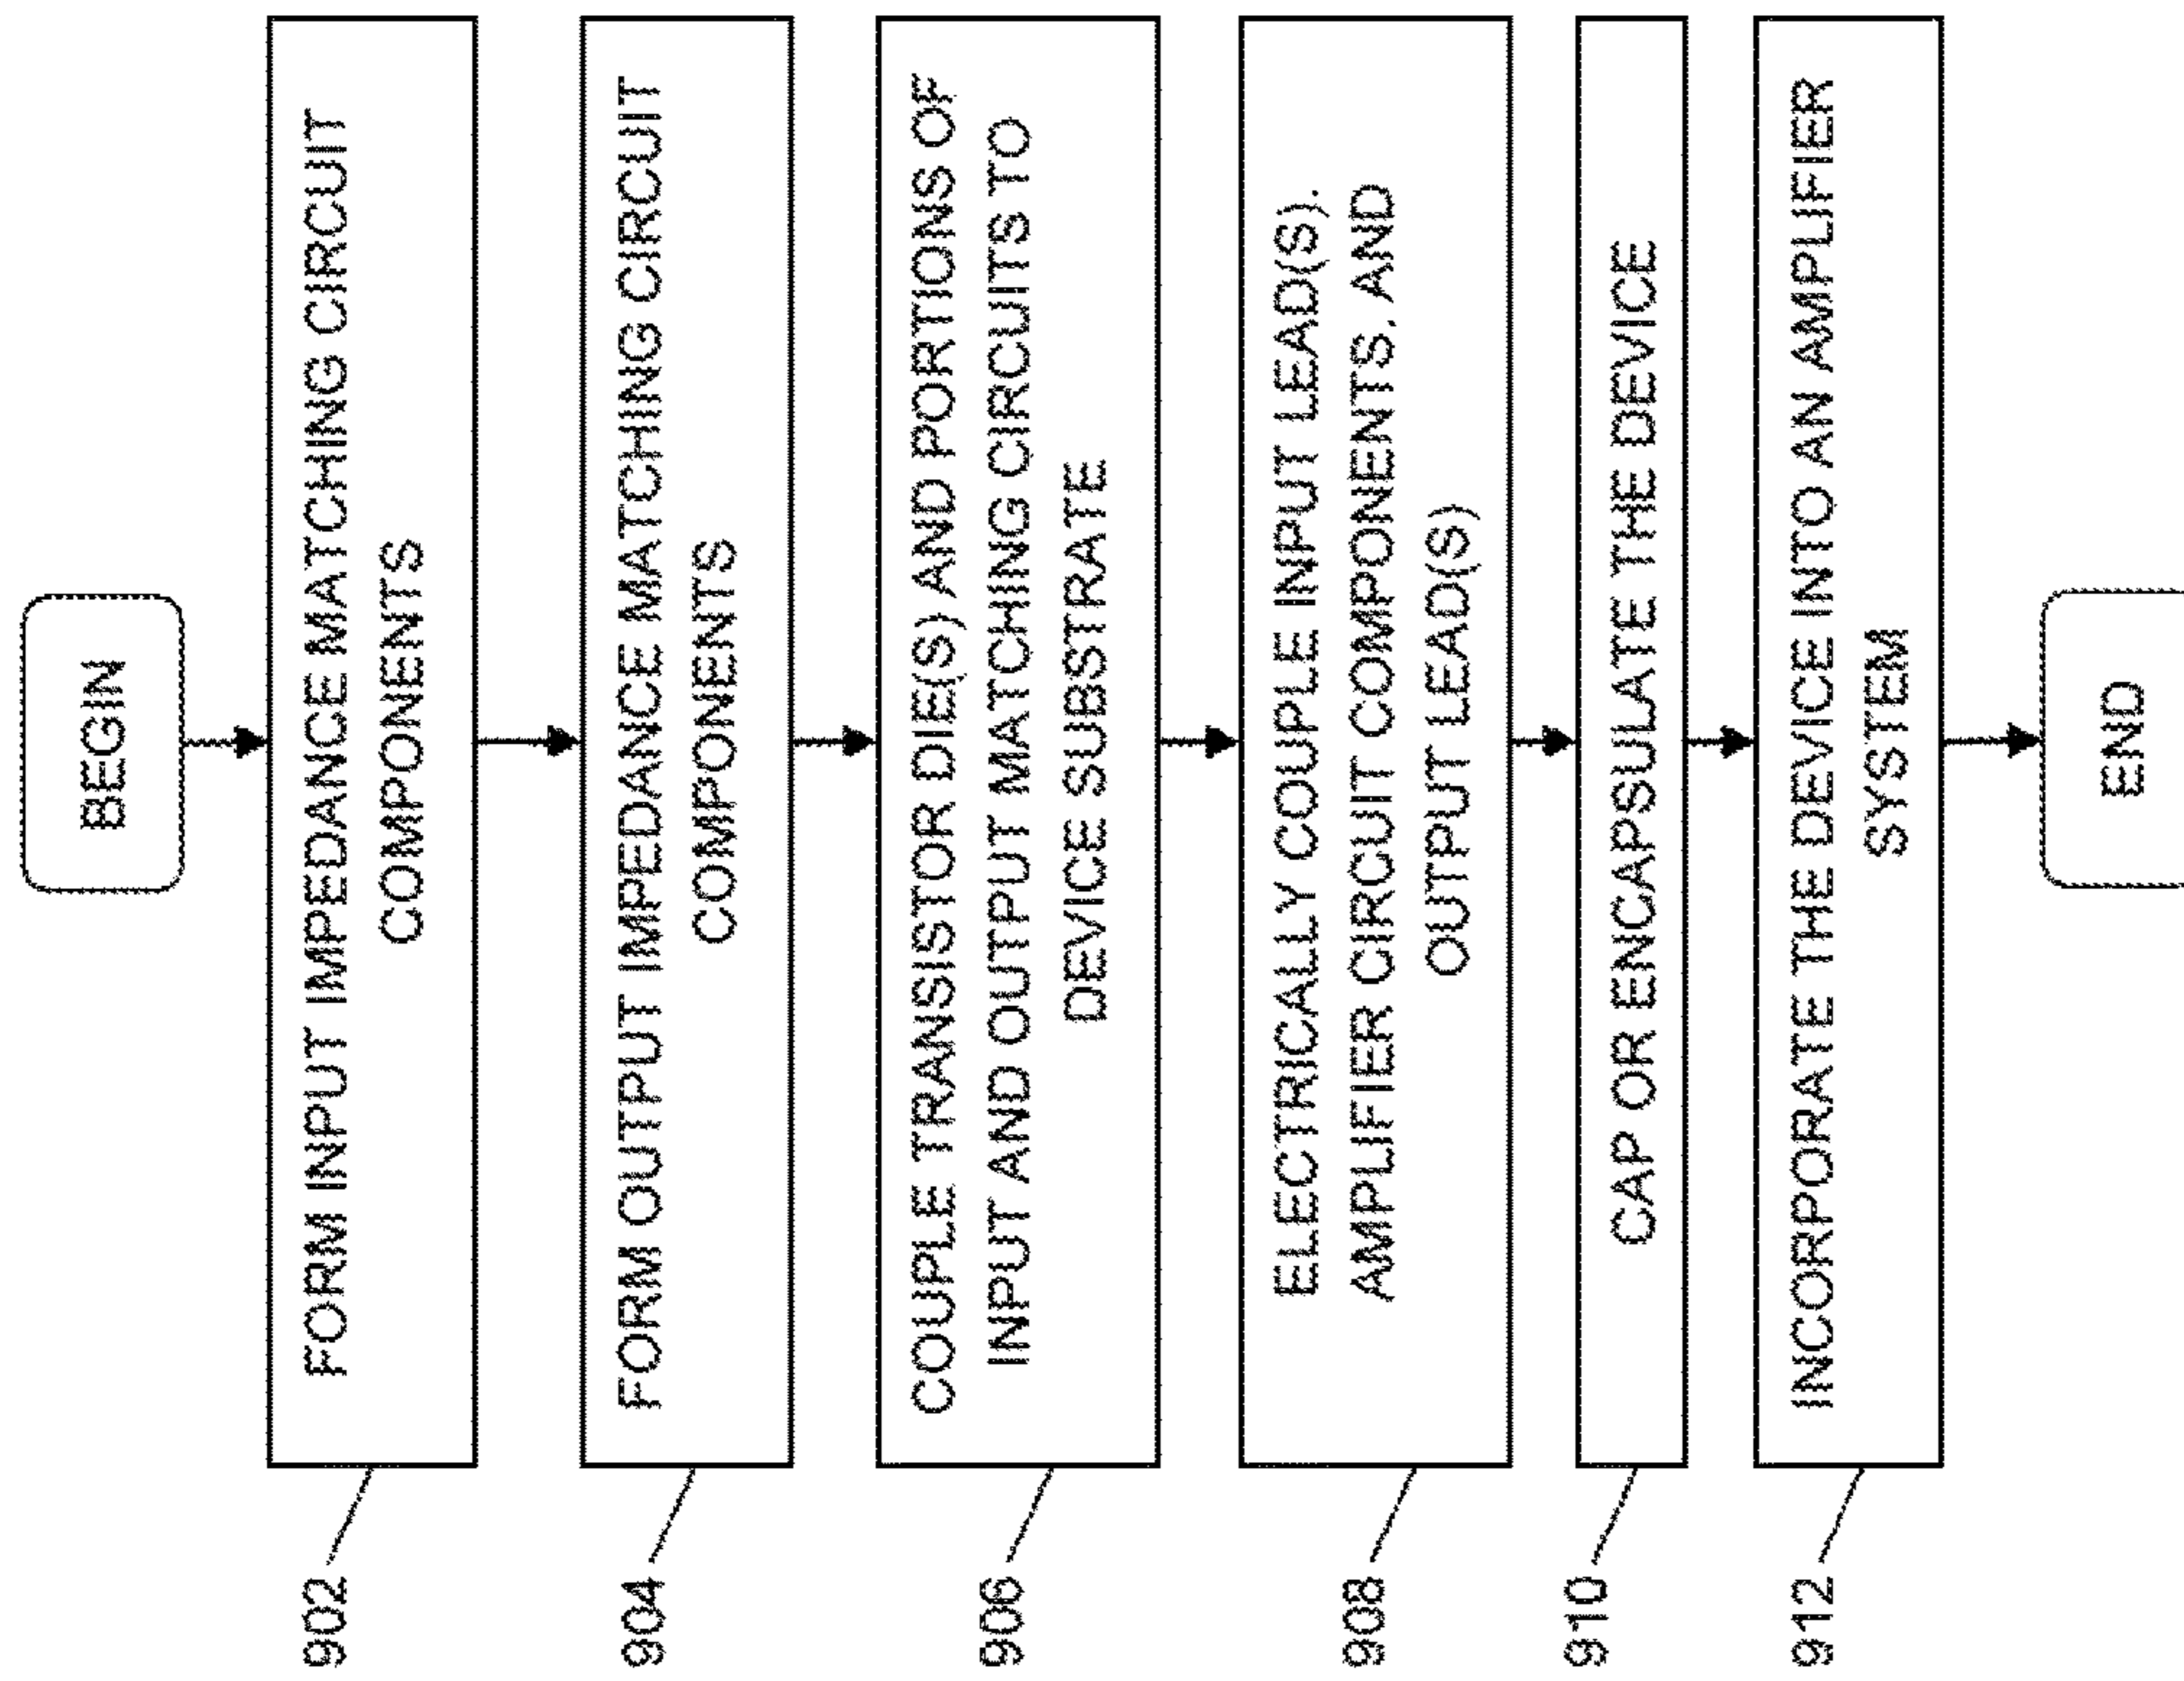 BEGIN
902
FORM INPUT IMPEDANCE MATCHING CIRCUIT
COMPONENTS
904
FORM OUTPUT IMPEDANCE MATCHING CIRCUIT
COMPONENTS
906
COUPLE TRANSISTOR DIE(S) AND PORTIONS OF
INPUT AND OUTPUT MATCHING CIRCUITS TO
DEVICE SUBSTRATE
908
ELECTRICALLY COUPLE INPUT LEAD(S),
AMPLIFIER CIRCUIT COMPONENTS, AND
OUTPUT LEAD(S)
910
CAP OR ENCAPSULATE THE DEVICE
912
INCORPORATE THE DEVICE INTO AN AMPLIFIER
SYSTEM
END